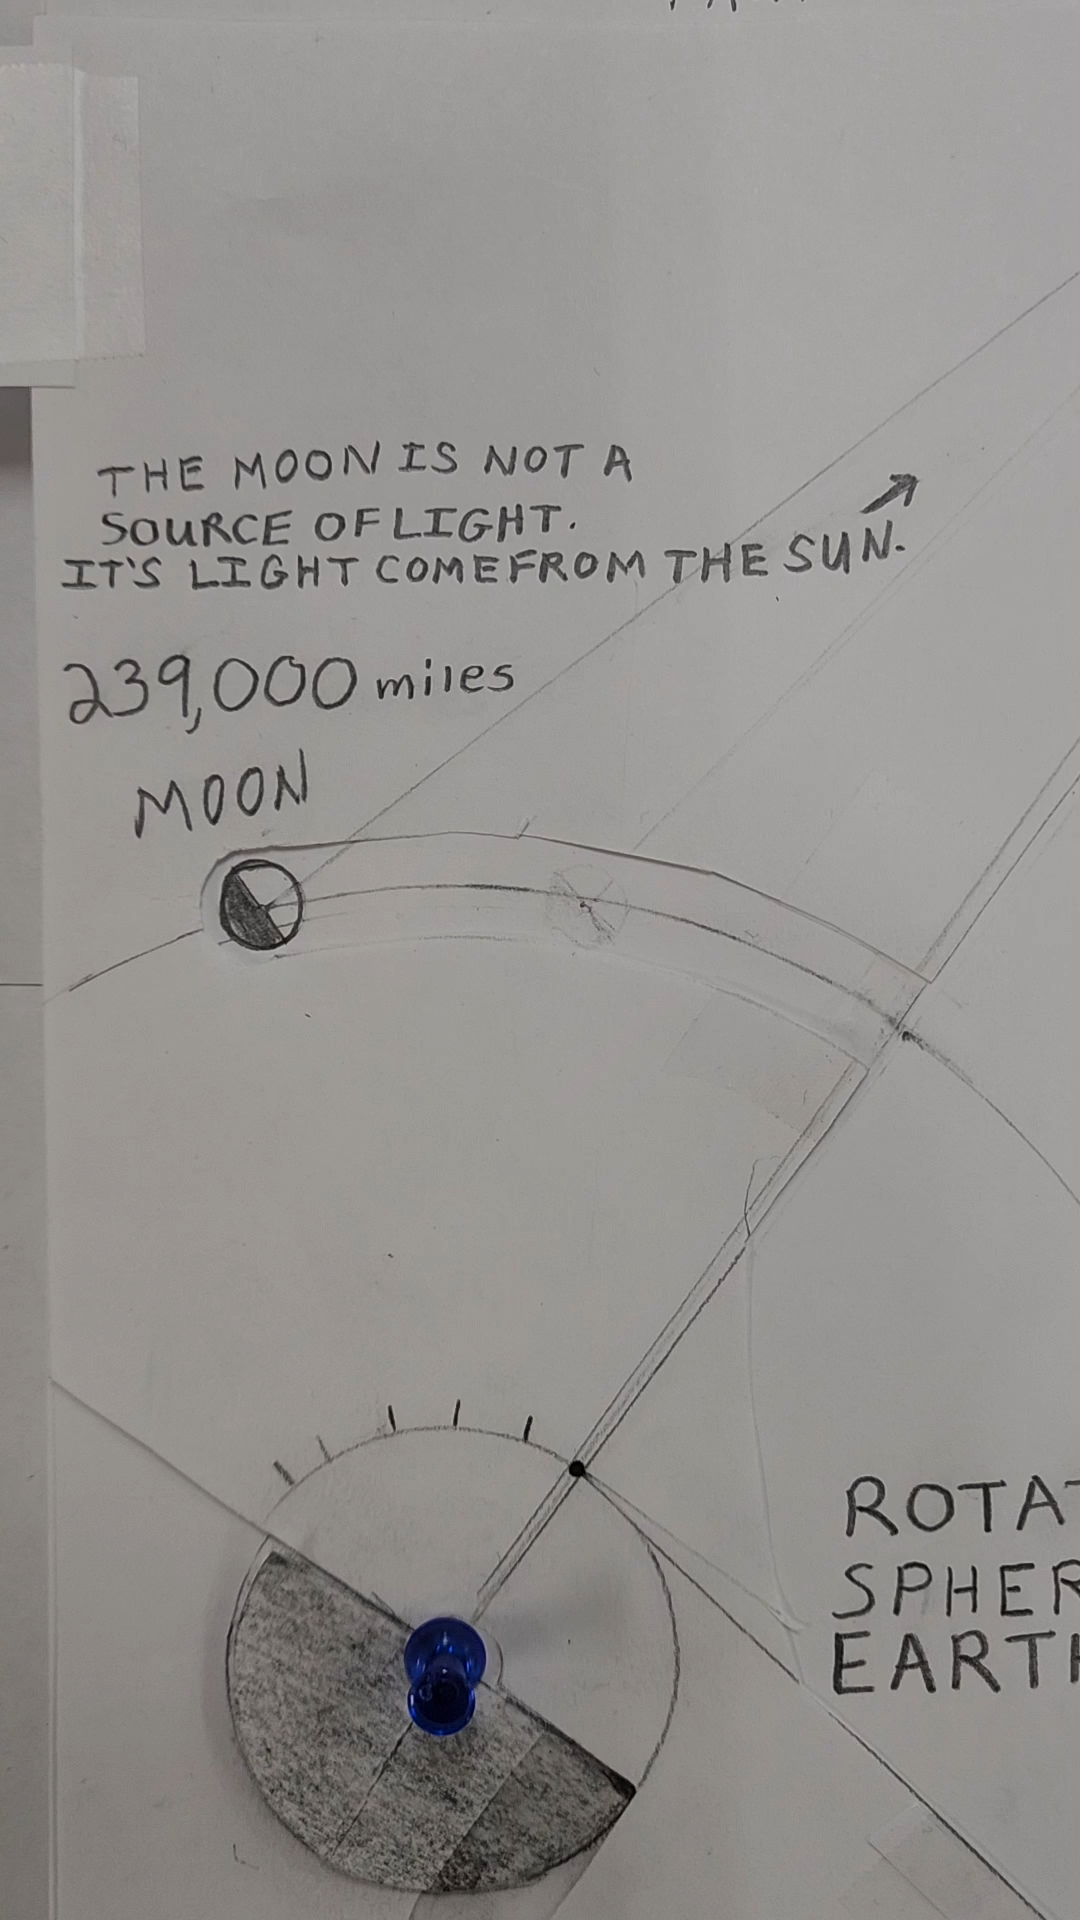 THE MOON IS NOT A
SOURCE OF LIGHT.
IT'S LIGHT COME FROM THE SUN.
239,000 miles
MOON
ROTA
SPHER
EARTH